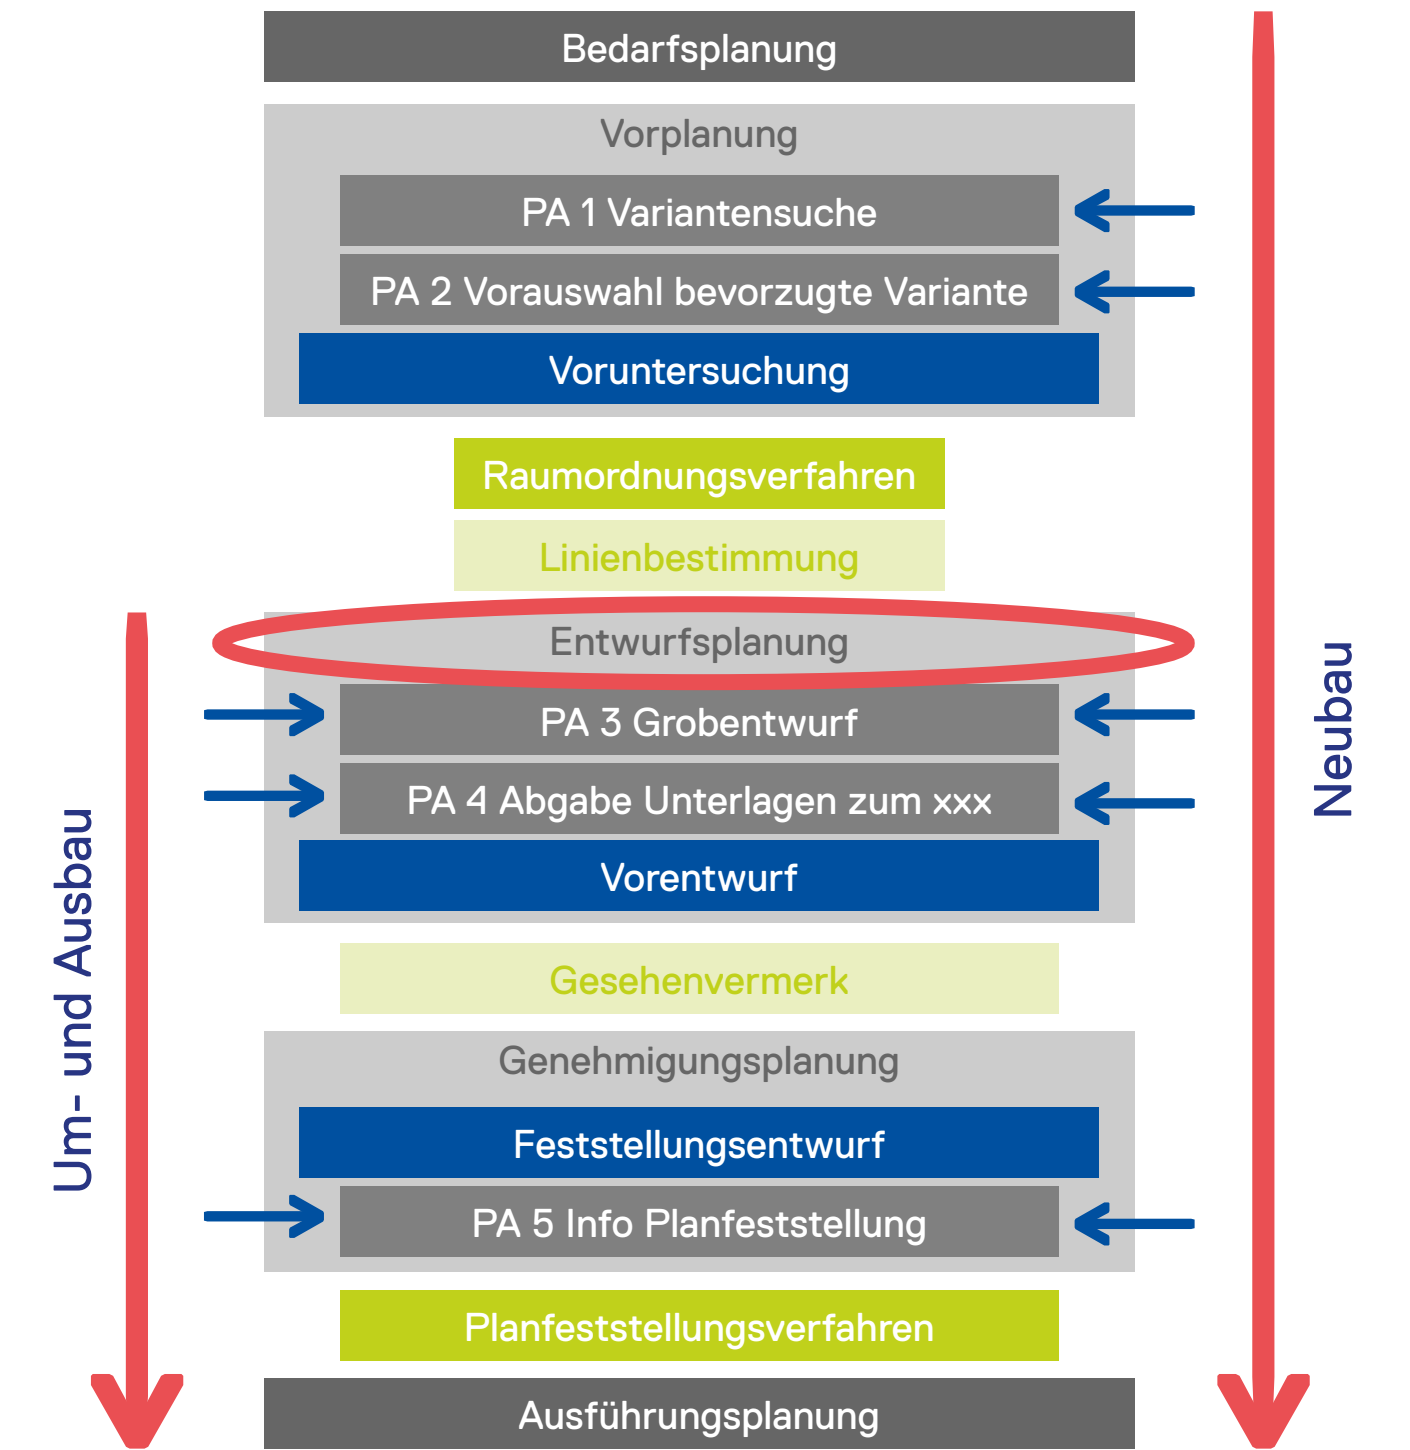 Bedarfsplanung
Vorplanung
PA 1 Variantensuche
PA 2 Vorauswahl bevorzugte Variante
Voruntersuchung
Raumordnungsverfahren
Linienbestimmung
Entwurfsplanung
PA 3 Grobentwurf
PA 4 Abgabe Unterlagen zum xxx
Vorentwurf
Gesehenvermerk
Genehmigungsplanung
Feststellungsentwurf
PA 5 Info Planfeststellung
Planfeststellungsverfahren
Ausführungsplanung
Um- und Ausbau
Neubau